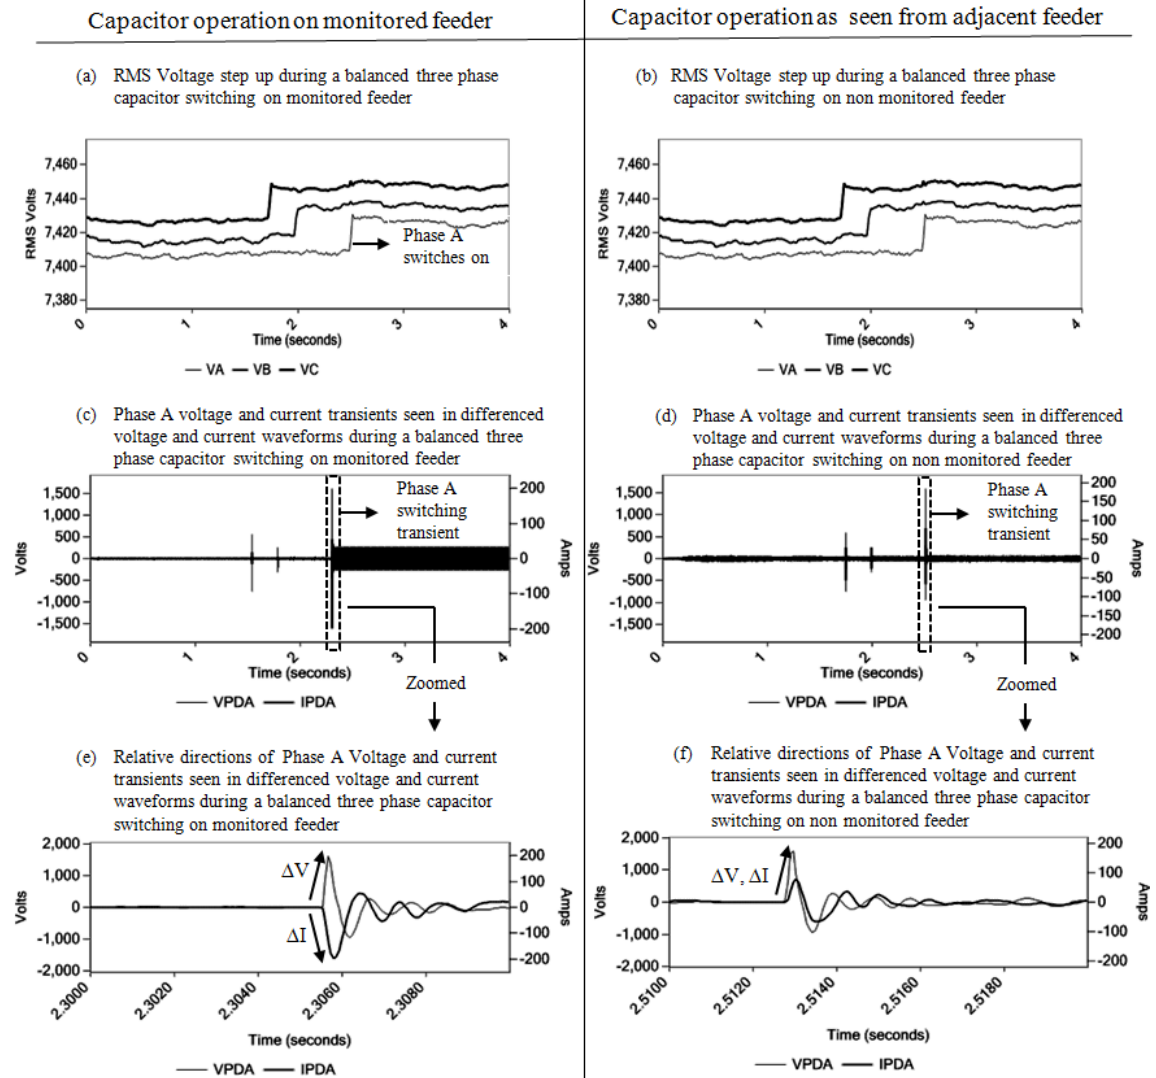 Capacitor operation on monitored feeder
Capacitor operation as seen from adjacent feeder
(a) RMS Voltage step up during a balanced three phase
capacitor switching on monitored feeder
7,460
7,440
7,420
7,400
7,380
RMS Volts
Phase A
switches on
0 1 2 3 4
Time (seconds)
VA VB VC
(b) RMS Voltage step up during a balanced three phase
capacitor switching on non monitored feeder
7,460
7,440
7,420
7,400
7,380
RMS Volts
0 1 2 3 4
Time (seconds)
VA VB VC
(c) Phase A voltage and current transients seen in differenced
voltage and current waveforms during a balanced three
phase capacitor switching on monitored feeder
1,500
1,000
500
0
-500
-1,000
-1,500
Volts
Phase A
switching
transient
200
100
0
-100
-200
Amps
0 1 2 3 4
Time (seconds)
VPDA IPDA
Zoomed
(d) Phase A voltage and current transients seen in differenced
voltage and current waveforms during a balanced three
phase capacitor switching on non monitored feeder
1,500
1,000
500
0
-500
-1,000
-1,500
Volts
Phase A
switching
transient
200
150
100
50
0
-50
-100
-150
-200
Amps
0 1 2 3 4
Time (seconds)
VPDA IPDA
Zoomed
(e) Relative directions of Phase A Voltage and current
transients seen in differenced voltage and current
waveforms during a balanced three phase capacitor
switching on monitored feeder
2,000
1,000
0
-1,000
-2,000
Volts
ΔV
ΔI
200
100
0
-100
-200
Amps
2.3000 2.3020 2.3040 2.3060 2.3080
Time (seconds)
VPDA IPDA
(f) Relative directions of Phase A Voltage and current
transients seen in differenced voltage and current
waveforms during a balanced three phase capacitor
switching on non monitored feeder
2,000
1,000
0
-1,000
-2,000
Volts
ΔV, ΔI
200
100
0
-100
-200
Amps
2.5100 2.5120 2.5140 2.5160 2.5180
Time (seconds)
VPDA IPDA